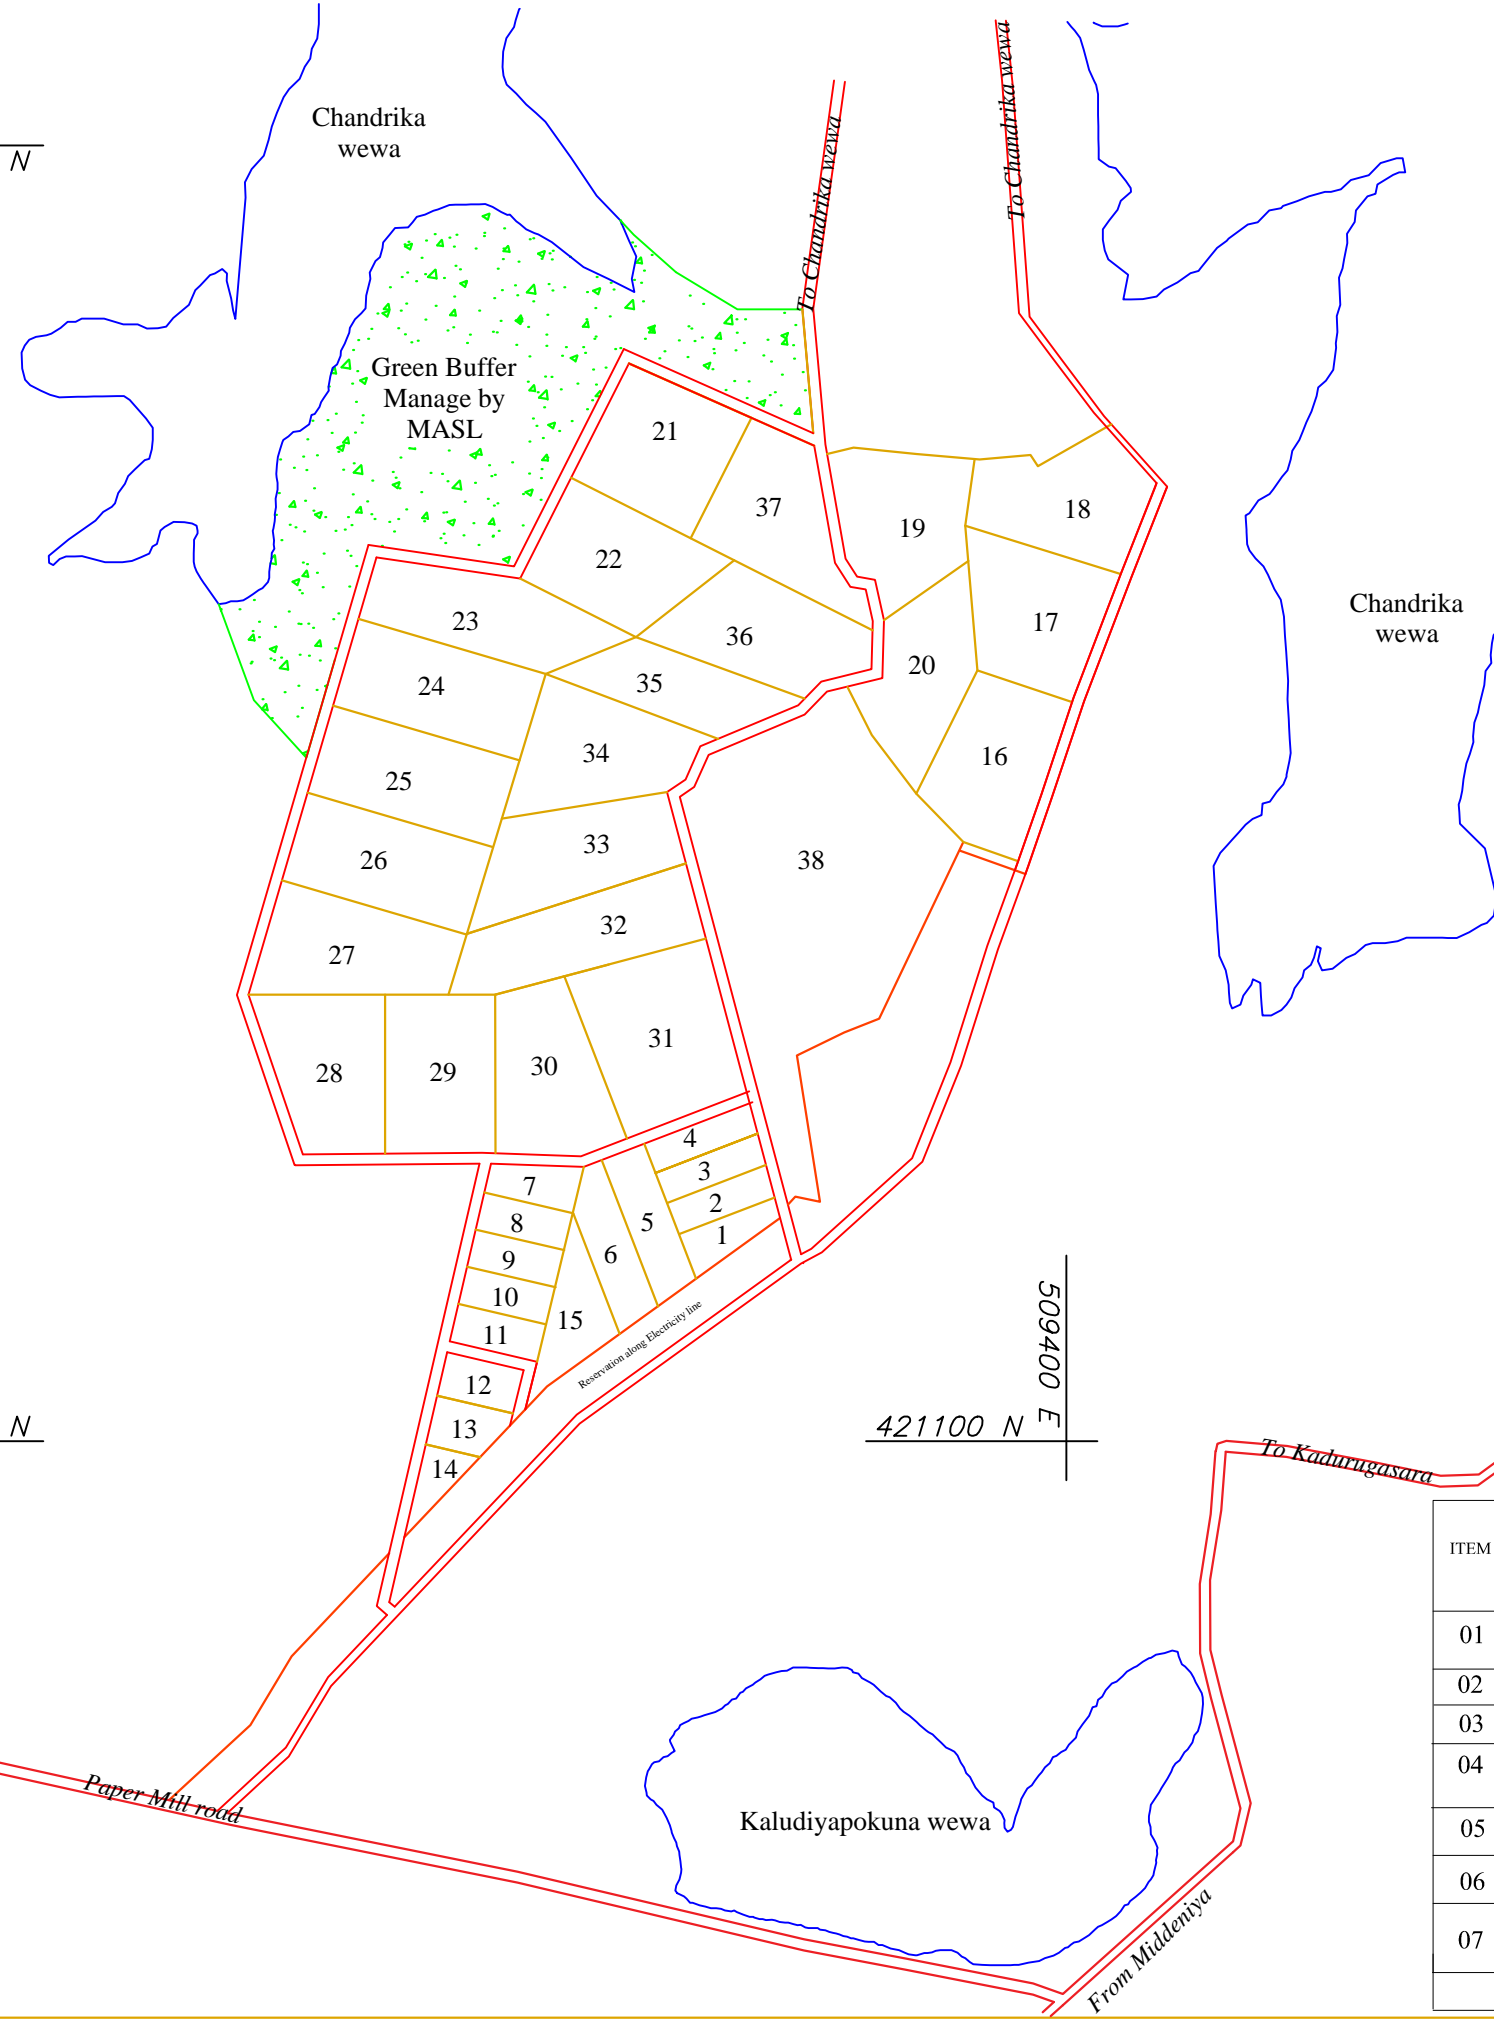 To Chandrika wewa
To Chandrika wewa
Chandrika
wewa
N
Green Buffer
Manage by
MASL
21
37
19
18
22
23
36
17
20
Chandrika
wewa
24
35
34
16
25
33
38
26
32
27
31
30
28
29
4
3
2
1
5
6
7
8
9
10
11
15
12
13
14
Reservation along Electricity line
509400 E
421100 N
N
To Kadurugasara
ITEM
01
02
03
04
05
06
07
Paper Mill road
Kaludiyapokuna wewa
From Middeniya